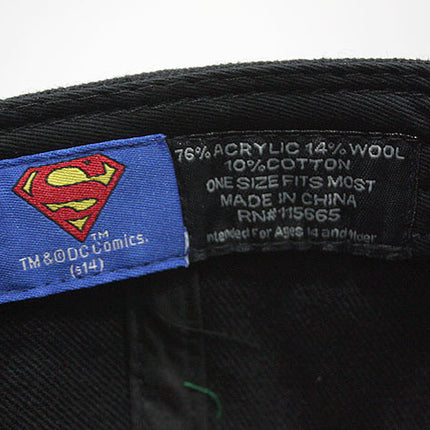 TM
TM & © DC Comics.
(s14)
76% ACRYLIC 14% WOOL
10% COTTON
ONE SIZE FITS MOST
MADE IN CHINA
RN# 115665
Intended For Ages 14 and